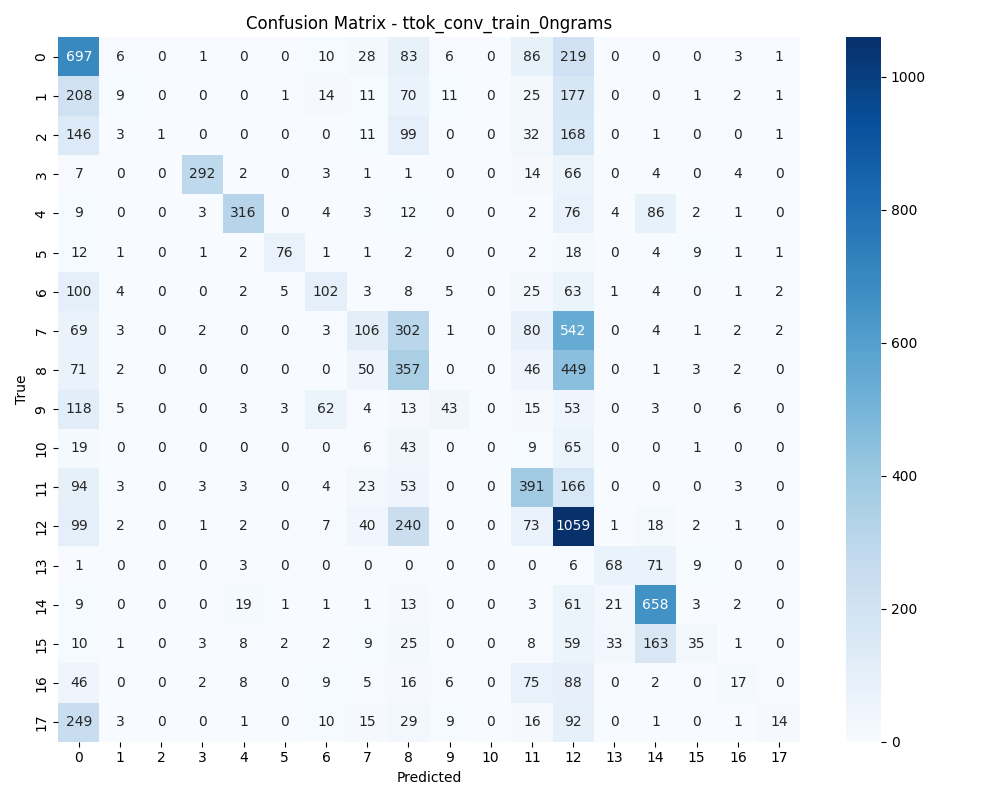 Confusion Matrix - ttok_conv_train_0ngrams
0 697 6 0 1 0 0 10 28 83 6 0 86 219 0 0 0 3 1
1 208 9 0 0 0 1 14 11 70 11 0 25 177 0 0 1 2 1
2 146 3 1 0 0 0 0 11 99 0 0 32 168 0 1 0 0 1
3 7 0 0 292 2 0 3 1 1 0 0 14 66 0 4 0 4 0
4 9 0 0 3 316 0 4 3 12 0 0 2 76 4 86 2 1 0
5 12 1 0 1 2 76 1 1 2 0 0 2 18 0 4 9 1 1
6 100 4 0 0 2 5 102 3 8 5 0 25 63 1 4 0 1 2
7 69 3 0 2 0 0 3 106 302 1 0 80 542 0 4 1 2 2
8 71 2 0 0 0 0 0 50 357 0 0 46 449 0 1 3 2 0
9 118 5 0 0 3 3 62 4 13 43 0 15 53 0 3 0 6 0
10 19 0 0 0 0 0 0 6 43 0 0 9 65 0 0 1 0 0
11 94 3 0 3 3 0 4 23 53 0 0 391 166 0 0 0 3 0
12 99 2 0 1 2 0 7 40 240 0 0 73 1059 1 18 2 1 0
13 1 0 0 0 3 0 0 0 0 0 0 0 6 68 71 9 0 0
14 9 0 0 0 19 1 1 1 13 0 0 3 61 21 658 3 2 0
15 10 1 0 3 8 2 2 9 25 0 0 8 59 33 163 35 1 0
16 46 0 0 2 8 0 9 5 16 6 0 75 88 0 2 0 17 0
17 249 3 0 0 1 0 10 15 29 9 0 16 92 0 1 0 1 14
0 1 2 3 4 5 6 7 8 9 10 11 12 13 14 15 16 17
Predicted
True
1000
800
600
400
200
0